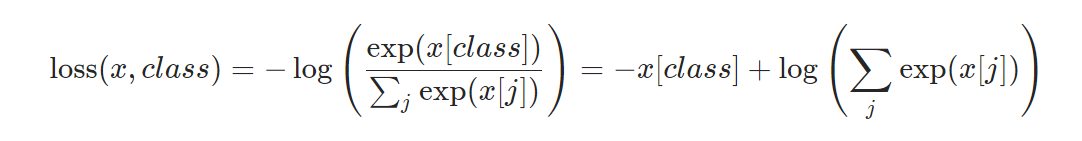 loss(x, class) = − log ( exp(x[class]) / ∑_j exp(x[j]) ) = −x[class] + log ( ∑_j exp(x[j]) )